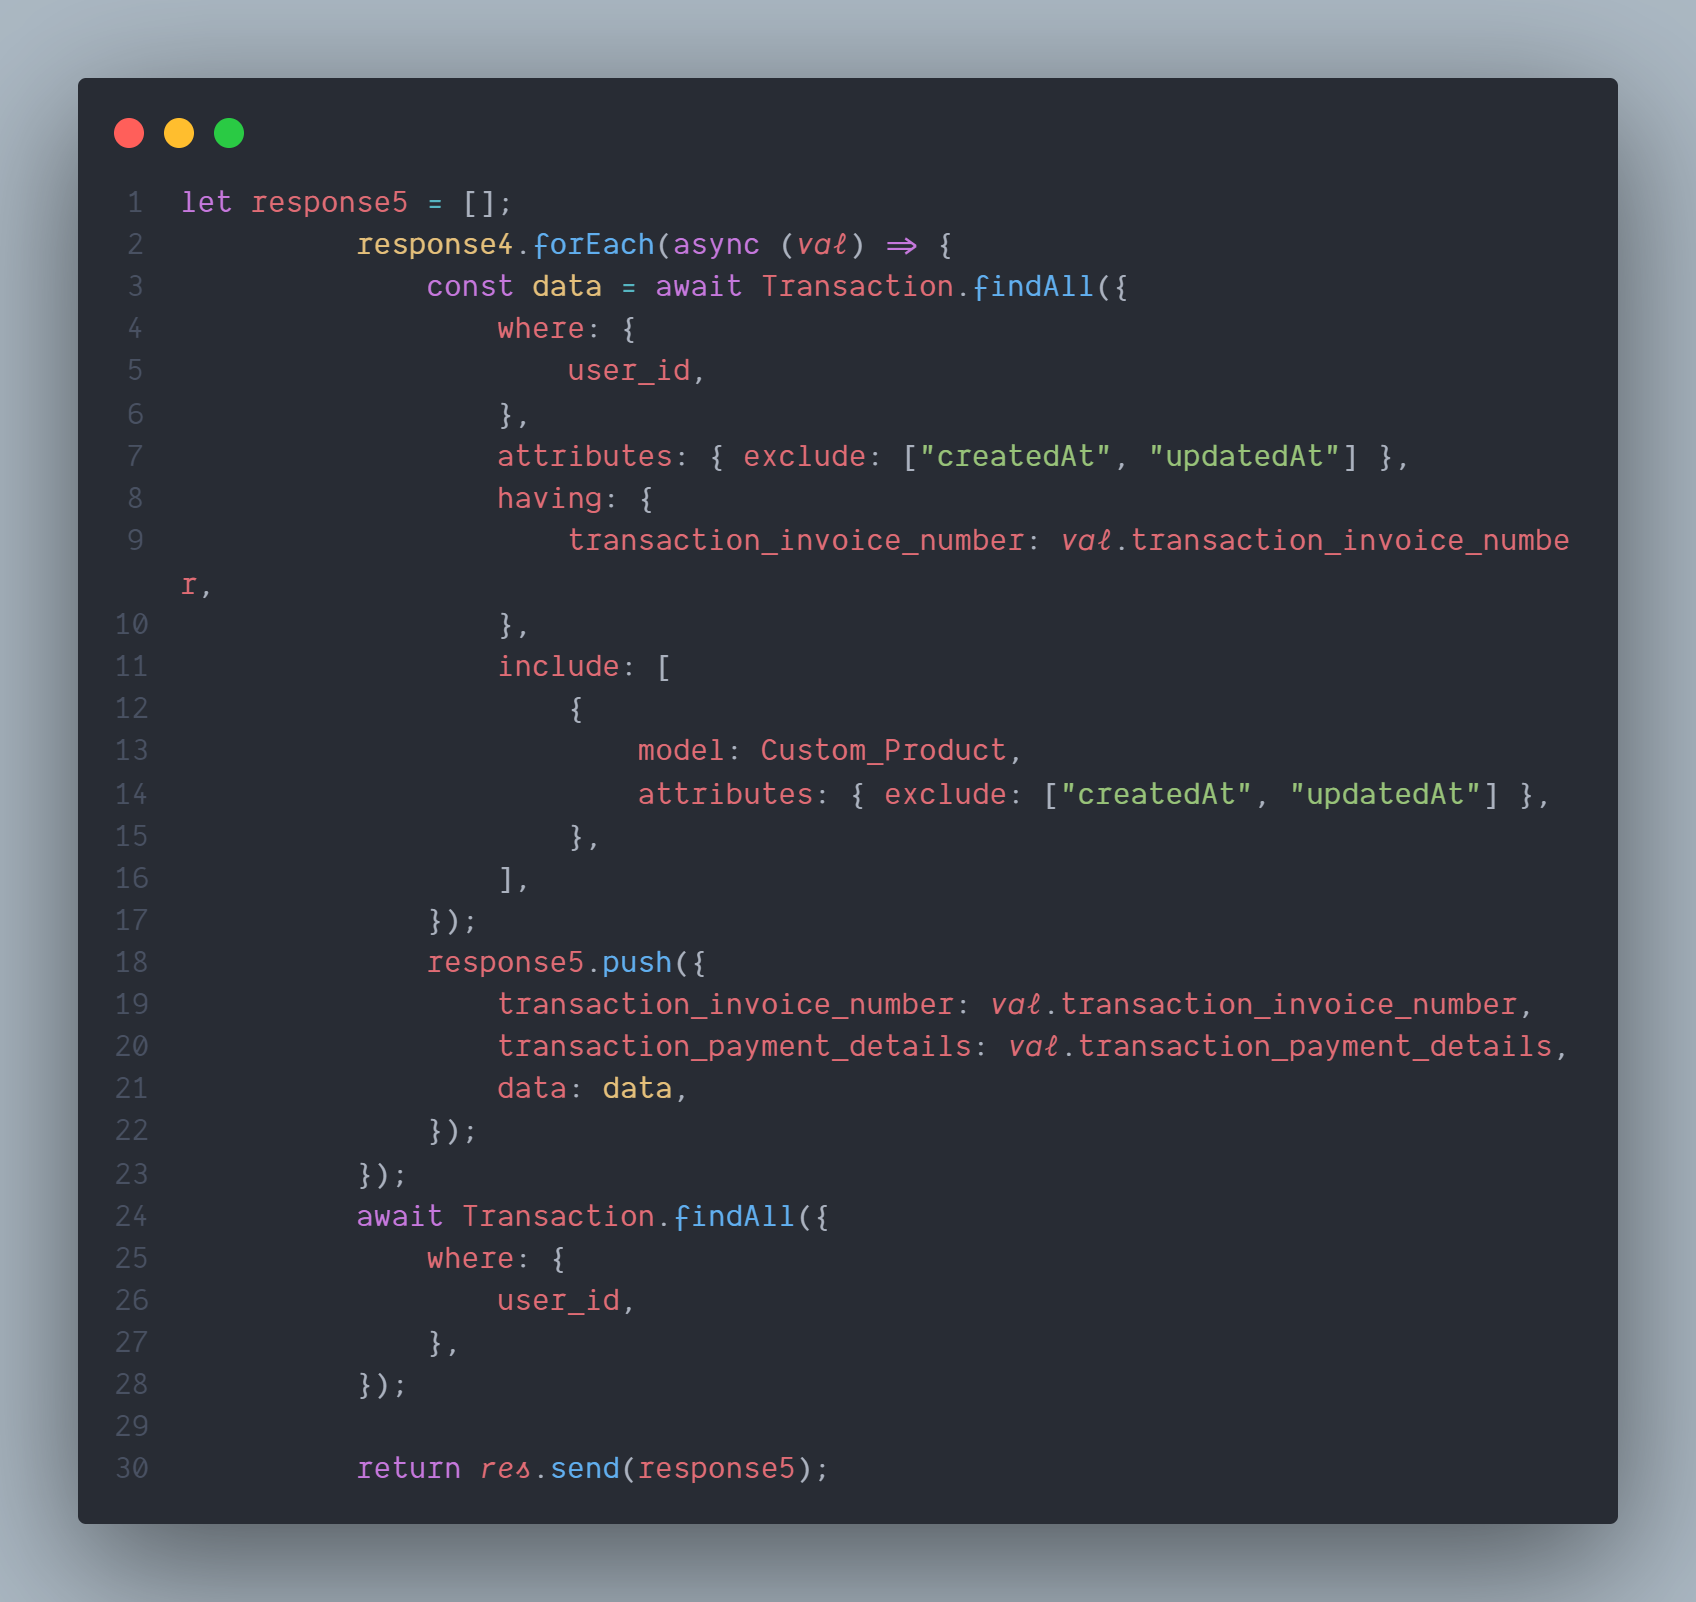 1 let response5 = [];
2 response4.forEach(async (val) => {
3 const data = await Transaction.findAll({
4 where: {
5 user_id,
6 },
7 attributes: { exclude: ["createdAt", "updatedAt"] },
8 having: {
9 transaction_invoice_number: val.transaction_invoice_numbe
r,
10 },
11 include: [
12 {
13 model: Custom_Product,
14 attributes: { exclude: ["createdAt", "updatedAt"] },
15 },
16 ],
17 });
18 response5.push({
19 transaction_invoice_number: val.transaction_invoice_number,
20 transaction_payment_details: val.transaction_payment_details,
21 data: data,
22 });
23 });
24 await Transaction.findAll({
25 where: {
26 user_id,
27 },
28 });
29
30 return res.send(response5);